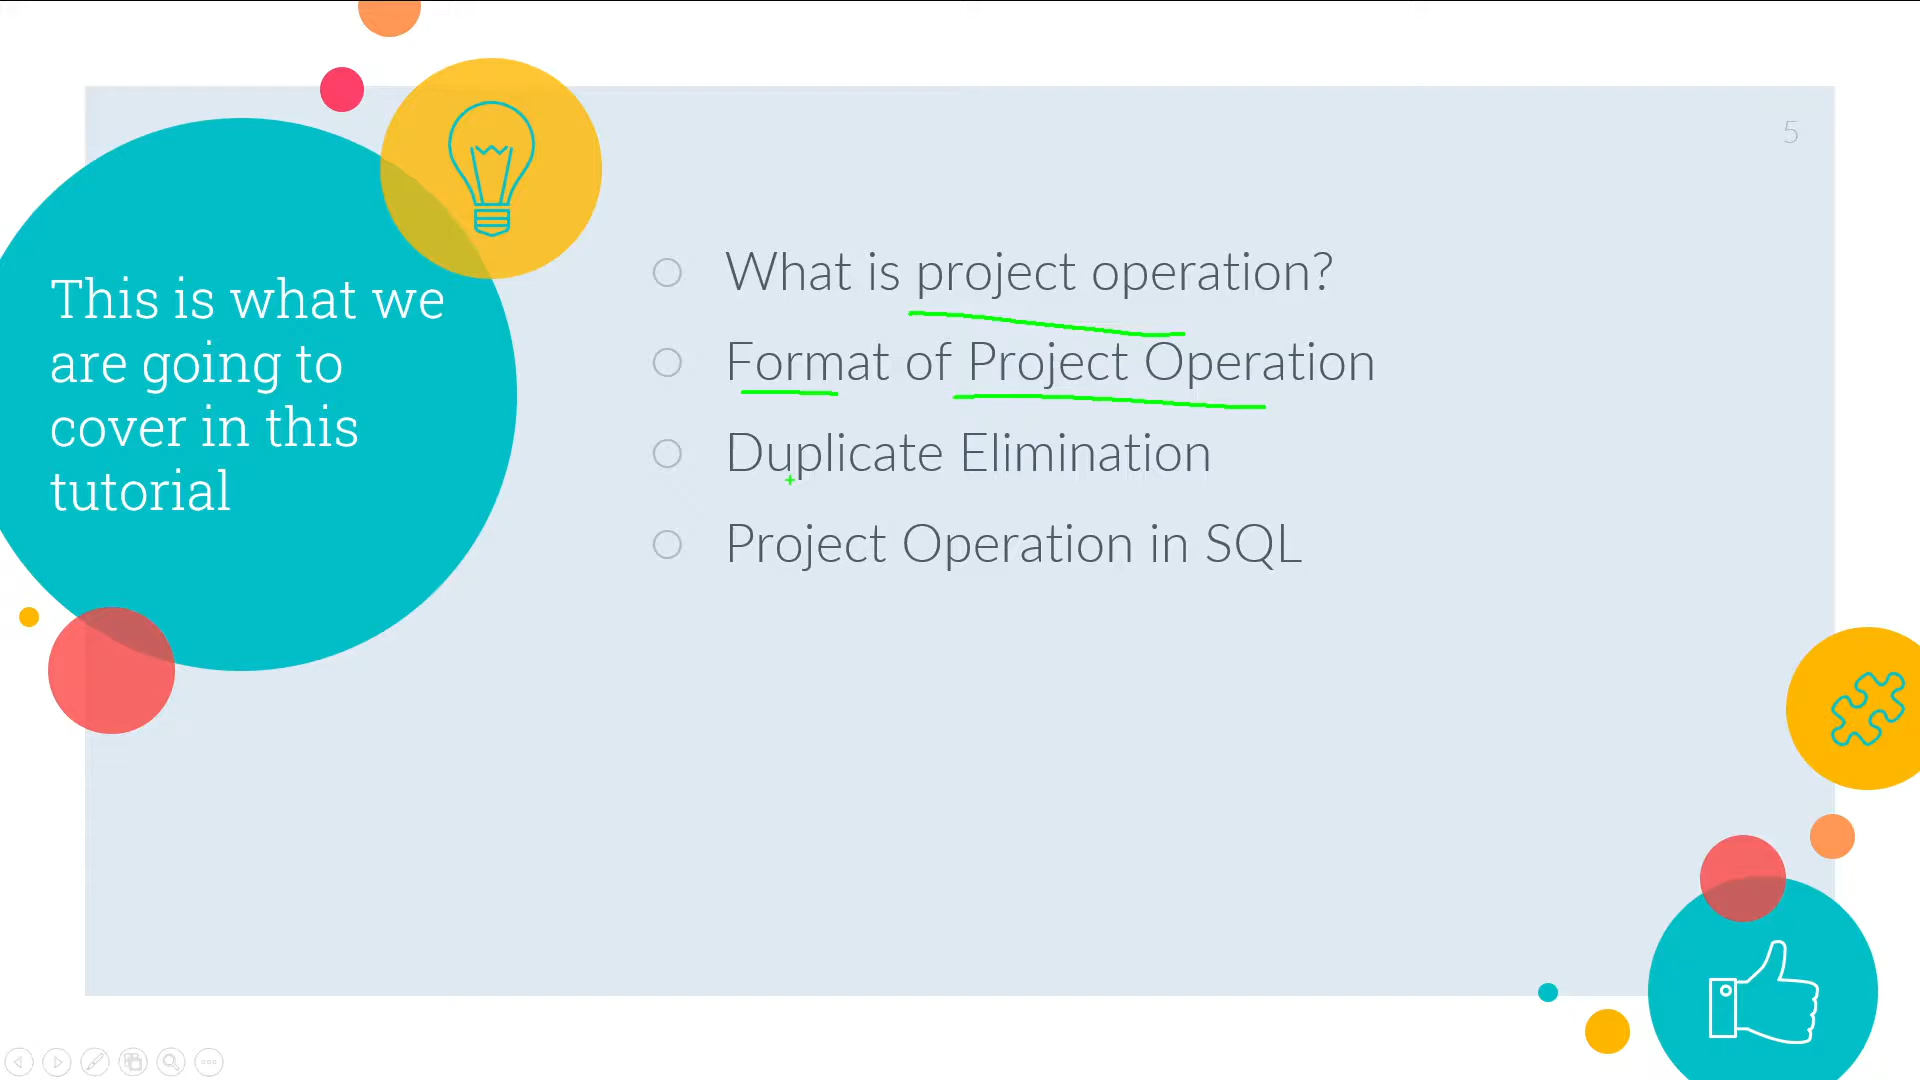 5
This is what we
are going to
cover in this
tutorial
What is project operation?
Format of Project Operation
Duplicate Elimination
Project Operation in SQL